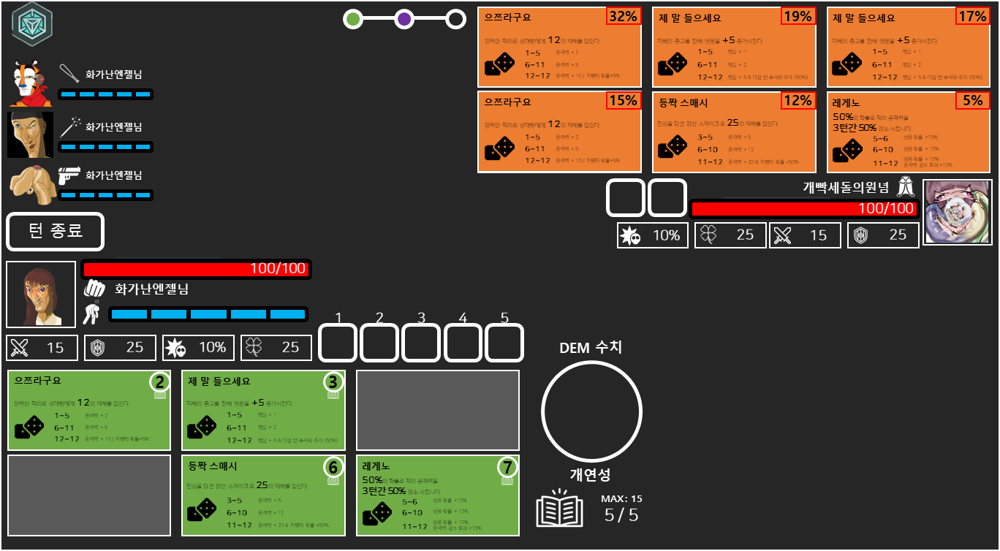 화가난엔젤님
화가난엔젤님
화가난엔젤님
턴 종료
으쯔라구요
32%
강력한 적의로 상대방에게 12의 피해를 입힌다.
1~5 공격력 + 2
6~11 공격력 + 5
12~12 공격력 + 10 / 치명타 확률+5%
제 말 들으세요
19%
지혜의 충고를 전해 행운을 +5 증가시킨다.
1~5 행운 + 1
6~11 행운 + 2
12~12 행운 + 5 & 다음 턴 주사위 추가 (50%)
제 말 들으세요
17%
지혜의 충고를 전해 행운을 +5 증가시킨다.
1~5 행운 + 1
6~11 행운 + 2
12~12 행운 + 5 & 다음 턴 주사위 추가 (50%)
으쯔라구요
15%
강력한 적의로 상대방에게 12의 피해를 입힌다.
1~5 공격력 + 2
6~11 공격력 + 5
12~12 공격력 + 10 / 치명타 확률+5%
등짝 스매시
12%
진심을 담은 강한 스파이크로 25의 피해를 입힌다.
3~5 공격력 + 5
6~10 공격력 + 12
11~12 공격력 + 20 & 치명타 확률 +50%
레게노
5%
50%의 확률로 적의 공격력을
3턴간 50% 감소 시킵니다.
5~6 성공 확률 +10%
6~10 성공 확률 + 10%
11~12 성공 확률 + 10%
공격력 감소 효과 +10%
개빡세돌의원념
100/100
10%
25
15
25
100/100
화가난엔젤님
15
25
10%
25
1 2 3 4 5
으쯔라구요
2
강력한 적의로 상대방에게 12의 피해를 입힌다.
1~5 공격력 + 2
6~11 공격력 + 5
12~12 공격력 + 10 / 치명타 확률+5%
제 말 들으세요
3
지혜의 충고를 전해 행운을 +5 증가시킨다.
1~5 행운 + 1
6~11 행운 + 2
12~12 행운 + 5 & 다음 턴 주사위 추가 (50%)
등짝 스매시
6
진심을 담은 강한 스파이크로 25의 피해를 입힌다.
3~5 공격력 + 5
6~10 공격력 + 12
11~12 공격력 + 20 & 치명타 확률 +50%
레게노
7
50%의 확률로 적의 공격력을
3턴간 50% 감소 시킵니다.
5~6 성공 확률 +10%
6~10 성공 확률 + 10%
11~12 성공 확률 + 10%
공격력 감소 효과 +10%
DEM 수치
개연성
MAX: 15
5 / 5